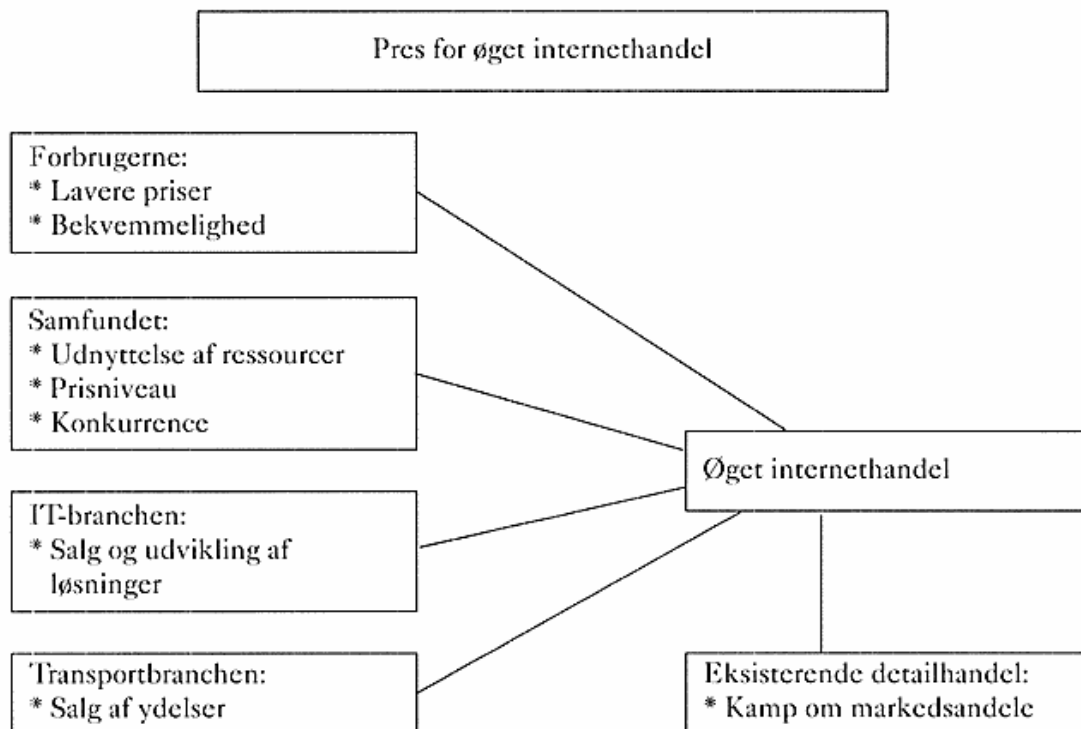 Pres for øget internethandel
Forbrugerne:
* Lavere priser
* Bekvemmelighed
Samfundet:
* Udnyttelse af ressourcer
* Prisniveau
* Konkurrence
Øget internethandel
IT-branchen:
* Salg og udvikling af
løsninger
Transportbranchen:
* Salg af ydelser
Eksisterende detailhandel:
* Kamp om markedsandele